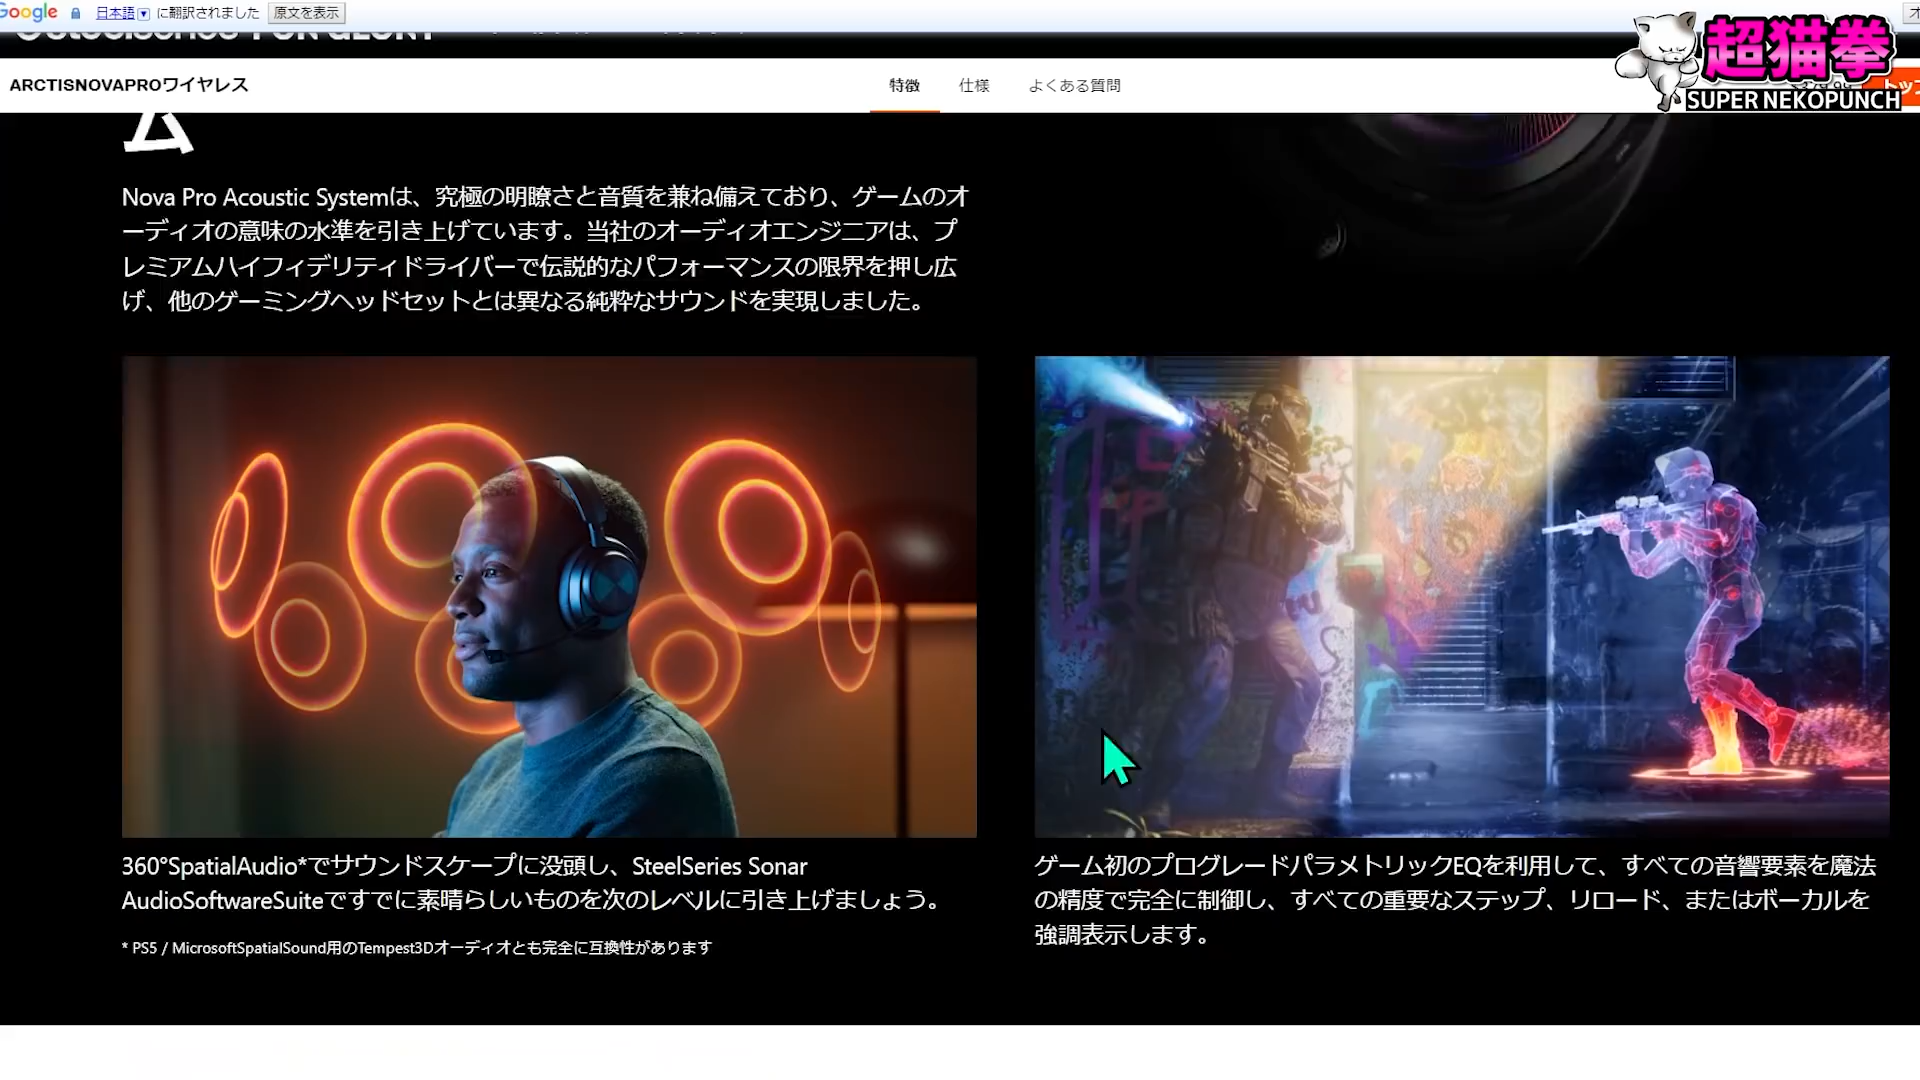 Google 日本語 に翻訳されました 原文を表示
超猫拳
SUPER NEKOPUNCH
ARCTISNOVAPROワイヤレス 特徴 仕様 よくある質問
ム
Nova Pro Acoustic Systemは、究極の明瞭さと音質を兼ね備えており、ゲームのオ
ーディオの意味の水準を引き上げています。当社のオーディオエンジニアは、プ
レミアムハイフィデリティドライバーで伝説的なパフォーマンスの限界を押し広
げ、他のゲーミングヘッドセットとは異なる純粋なサウンドを実現しました。
360°SpatialAudio*でサウンドスケープに没頭し、SteelSeries Sonar
AudioSoftwareSuiteですでに素晴らしいものを次のレベルに引き上げましょう。
* PS5 / MicrosoftSpatialSound用のTempest3Dオーディオとも完全に互換性があります
ゲーム初のプログレードパラメトリックEQを利用して、すべての音響要素を魔法
の精度で完全に制御し、すべての重要なステップ、リロード、またはボーカルを
強調表示します。